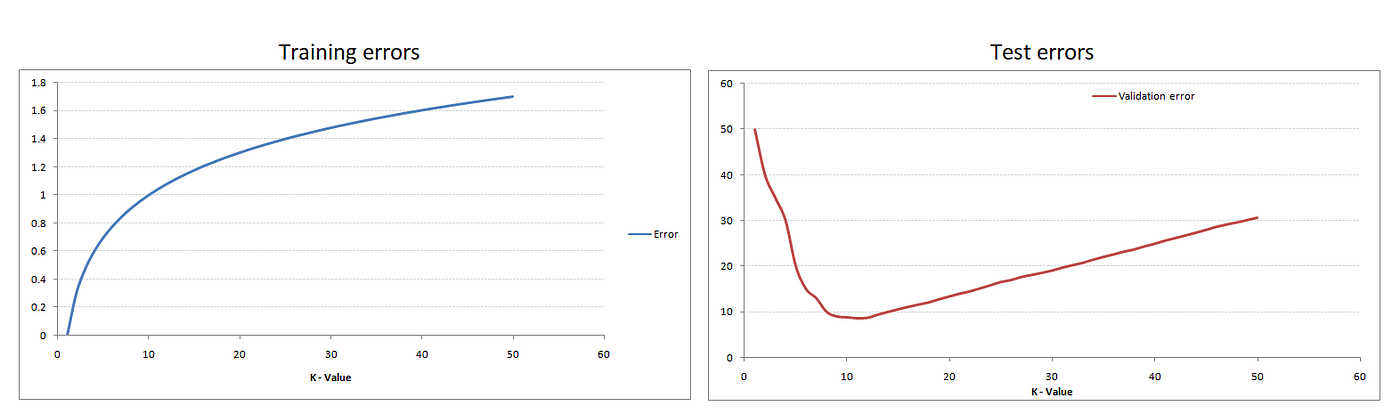 Training errors
1.8
1.6
1.4
1.2
1
0.8
0.6
0.4
0.2
0
0 10 20 30 40 50 60
K - Value
Error
Test errors
60
50
40
30
20
10
0
0 10 20 30 40 50 60
K - Value
Validation error